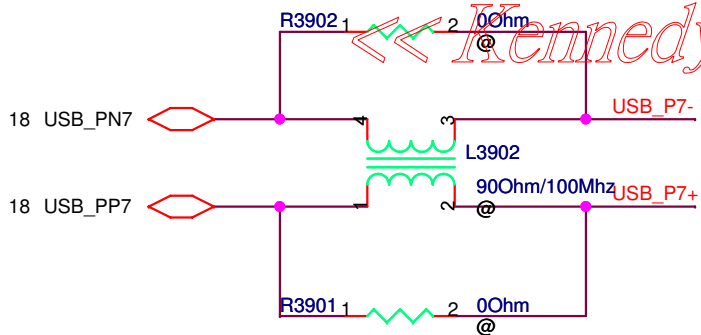 R3902 1 2 0Ohm
@
<< Kennedy
18 USB_PN7
4 3
USB_P7-
L3902
90Ohm/100Mhz
@
18 USB_PP7
1 2
USB_P7+
R3901 1 2 0Ohm
@